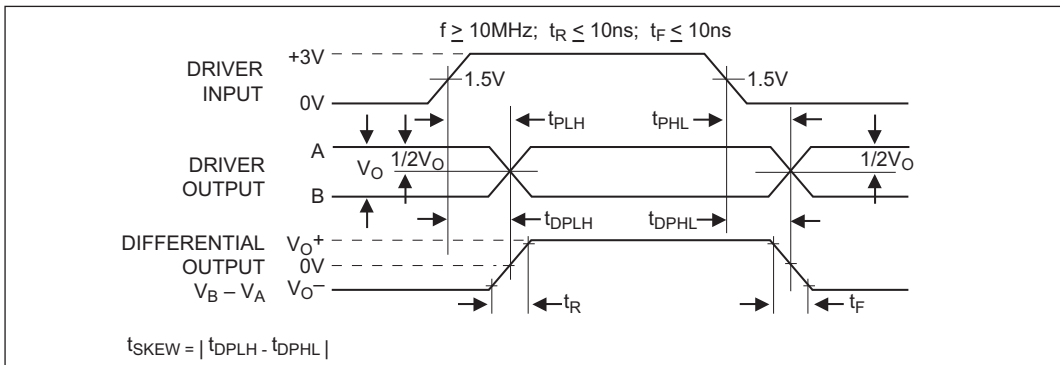 f ≥ 10MHz; tR ≤ 10ns; tF ≤ 10ns
+3V
DRIVER
INPUT
1.5V
1.5V
0V
tPLH
tPHL
A
DRIVER
OUTPUT
VO
1/2VO
1/2VO
B
tDPLH
tDPHL
DIFFERENTIAL
OUTPUT
VB – VA
VO+
0V
VO–
tR
tF
tSKEW = | tDPLH - tDPHL |